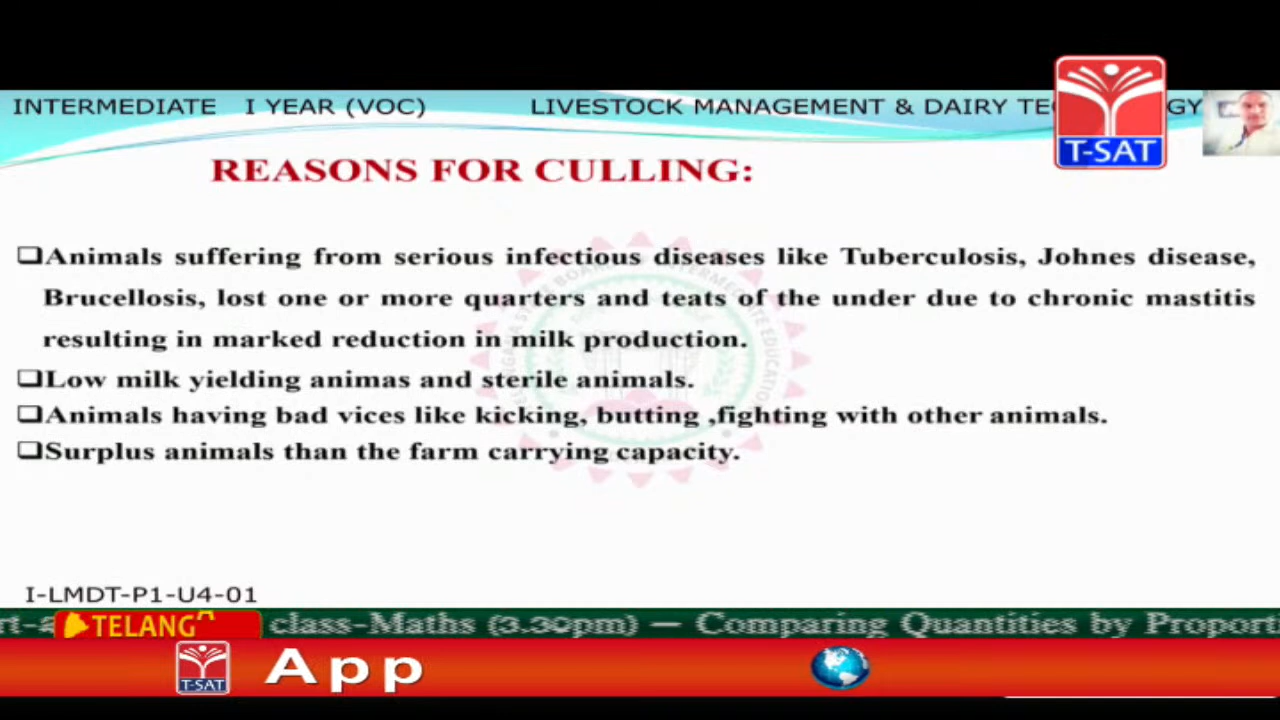 INTERMEDIATE I YEAR (VOC) LIVESTOCK MANAGEMENT & DAIRY
T-SAT
REASONS FOR CULLING:
❑Animals suffering from serious infectious diseases like Tuberculosis, Johnes disease,
Brucellosis, lost one or more quarters and teats of the under due to chronic mastitis
resulting in marked reduction in milk production.
❑Low milk yielding animas and sterile animals.
❑Animals having bad vices like kicking, butting ,fighting with other animals.
❑Surplus animals than the farm carrying capacity.
I-LMDT-P1-U4-01
TELANG class-Maths (3.30pm) – Comparing Quantities by Proporti
T-SAT App